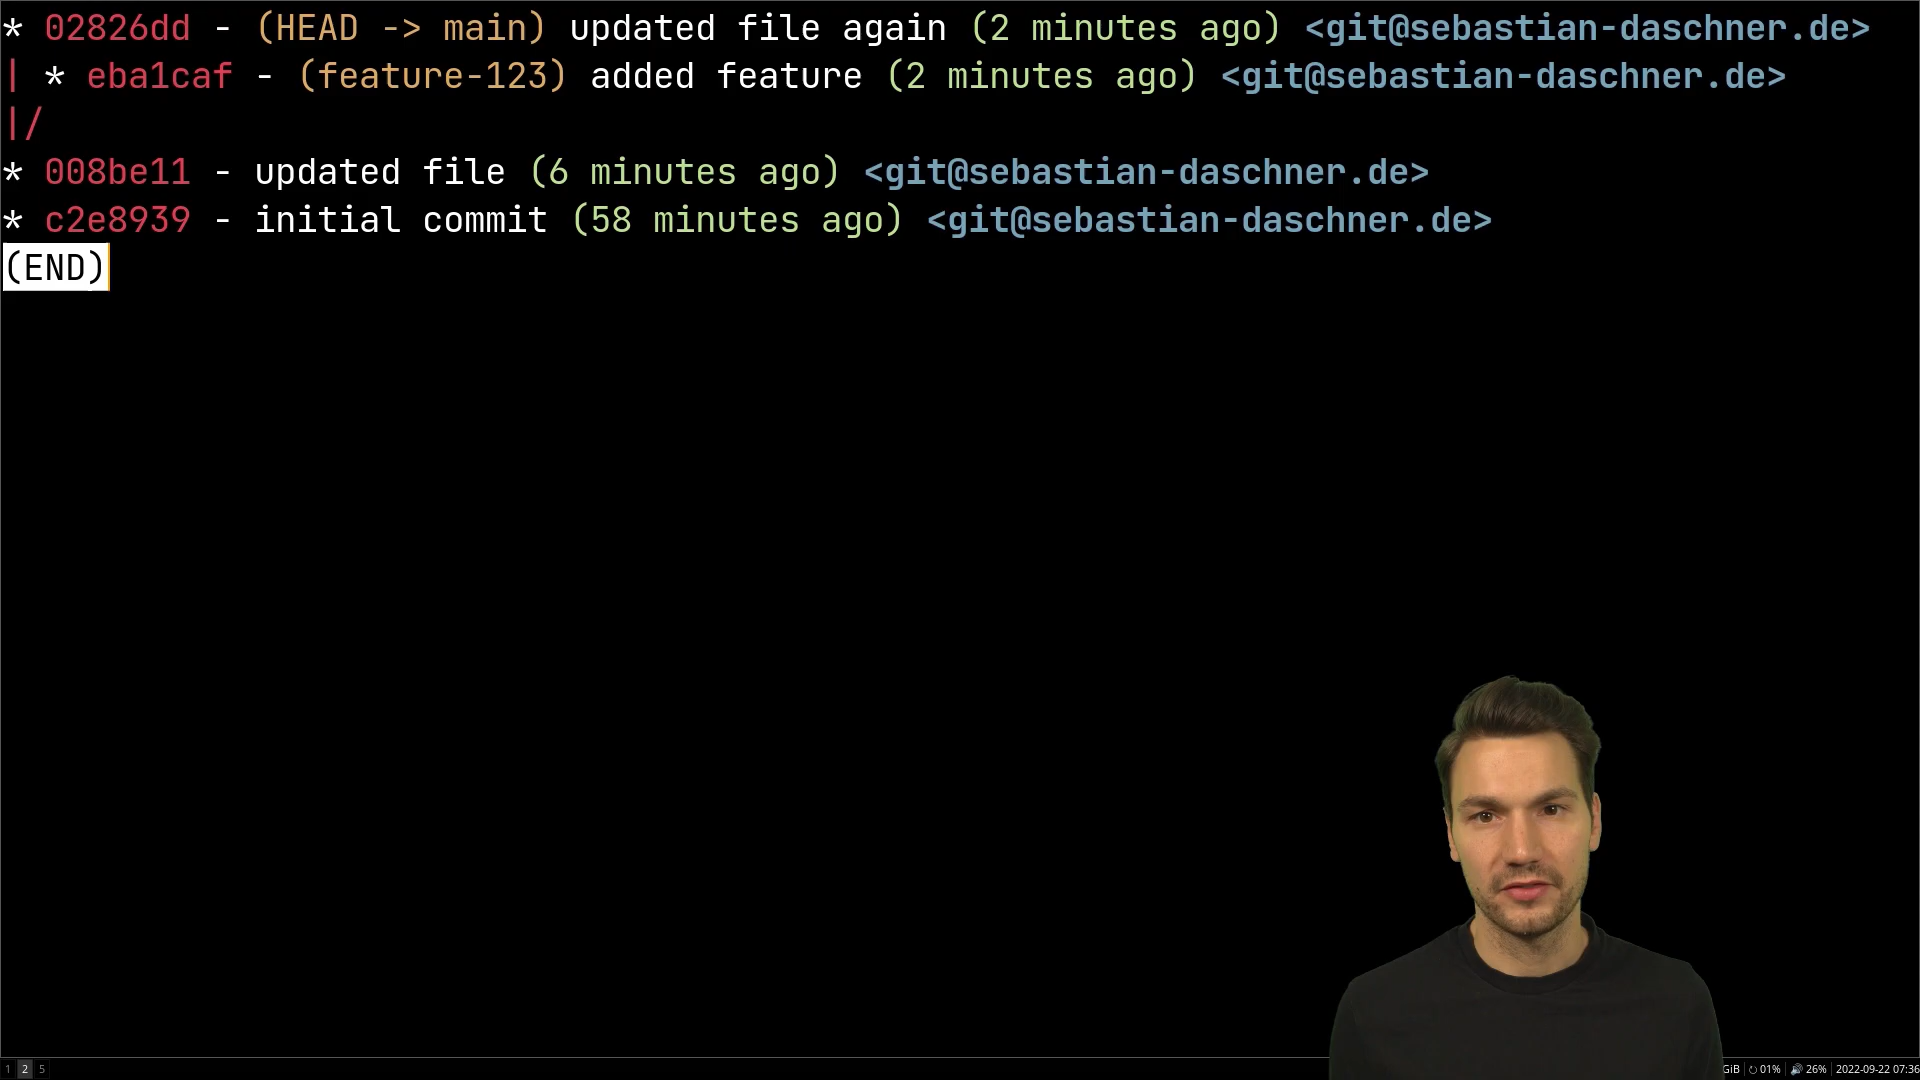 * 02826dd - (HEAD -> main) updated file again (2 minutes ago) <git@sebastian-daschner.de>
| * eba1caf - (feature-123) added feature (2 minutes ago) <git@sebastian-daschner.de>
|/
* 008be11 - updated file (6 minutes ago) <git@sebastian-daschner.de>
* c2e8939 - initial commit (58 minutes ago) <git@sebastian-daschner.de>
(END)
1 2 5 GiB 01% 26% 2022-09-22 07:36